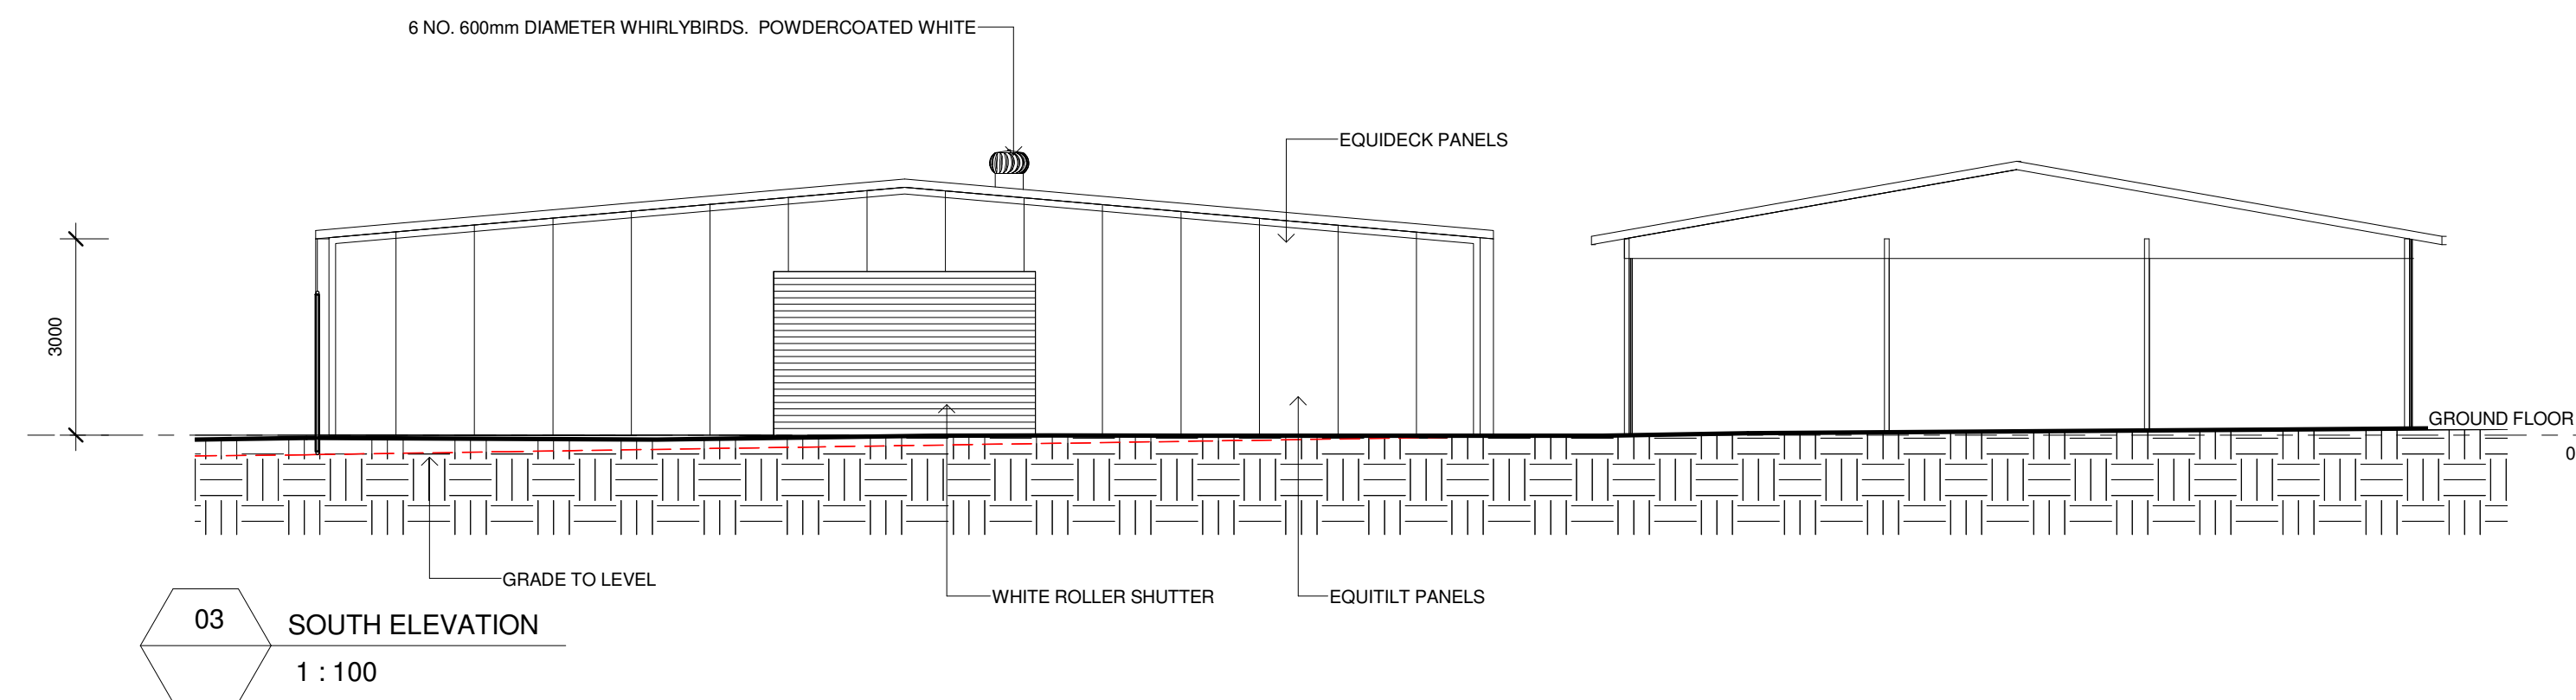 6 NO. 600mm DIAMETER WHIRLYBIRDS. POWDERCOATED WHITE
EQUIDECK PANELS
3000
GROUND FLOOR
0
GRADE TO LEVEL
WHITE ROLLER SHUTTER
EQUITILT PANELS
03
SOUTH ELEVATION
1 : 100